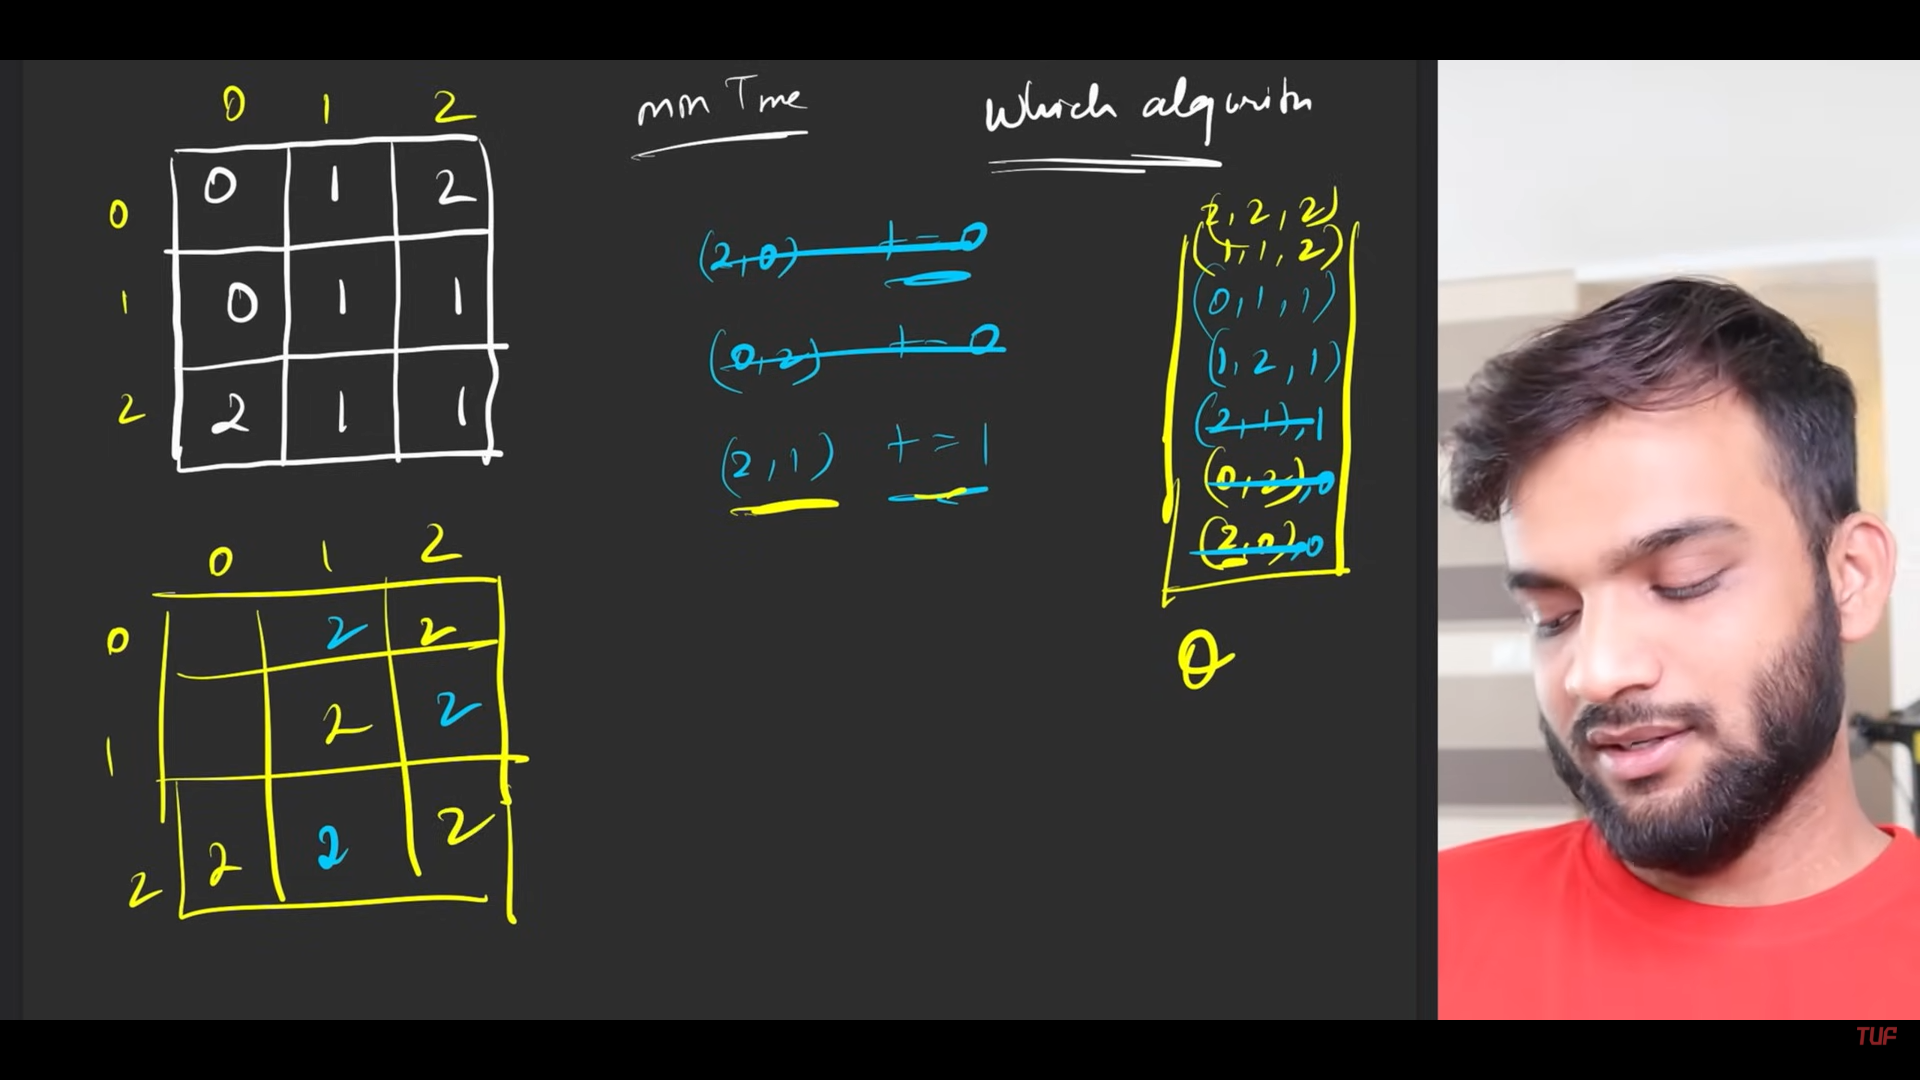 0 1 2
min Time
Which algorithm
0 0 1 2
1 0 1 1
2 2 1 1
(2,0) t=0
(0,2) t=0
(2,1) t=1
(2,2,2)
(1,1,2)
(0,1,1)
(1,2,1)
(2,1),1
(0,2),0
(2,0),0
Q
0 1 2
0 2 2
1 2 2
2 2 2 2
TUF